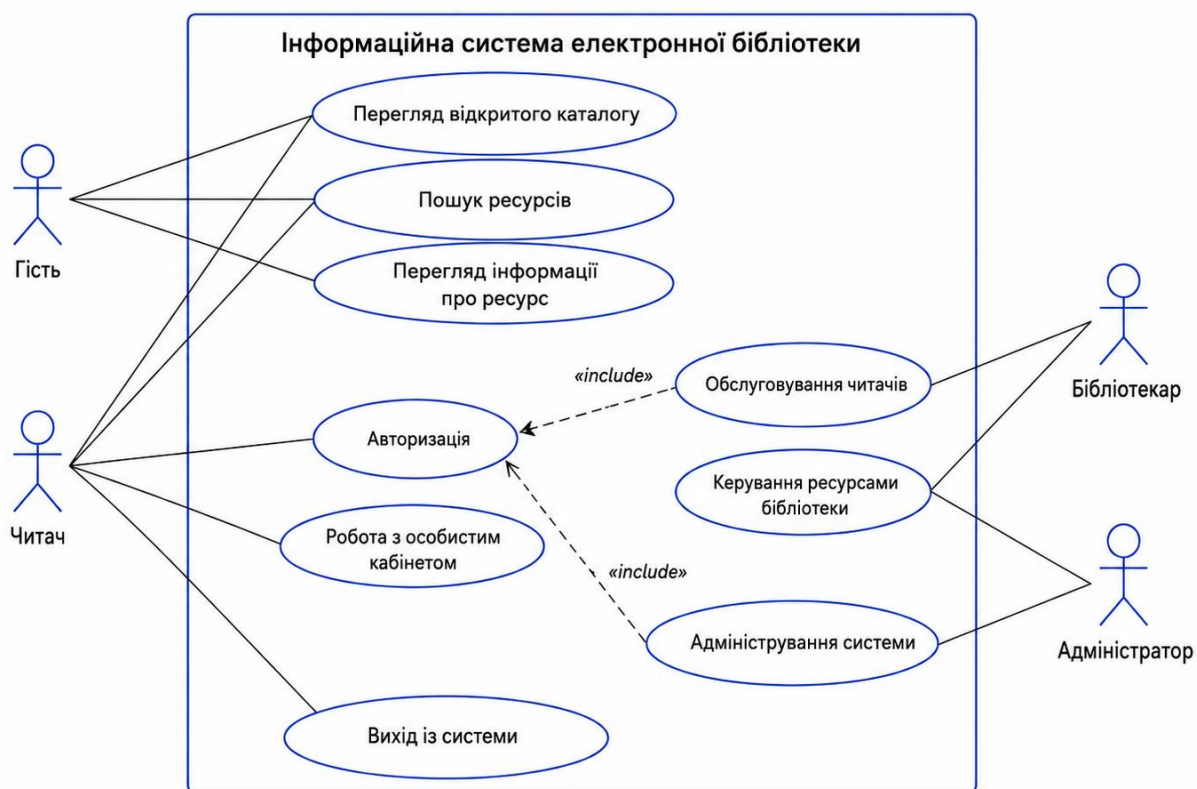 Інформаційна система електронної бібліотеки
Перегляд відкритого каталогу
Пошук ресурсів
Перегляд інформації
про ресурс
Гість
«include»
Обслуговування читачів
Бібліотекар
Авторизація
Керування ресурсами
бібліотеки
Читач
Робота з особистим
кабінетом
«include»
Адміністрування системи
Адміністратор
Вихід із системи